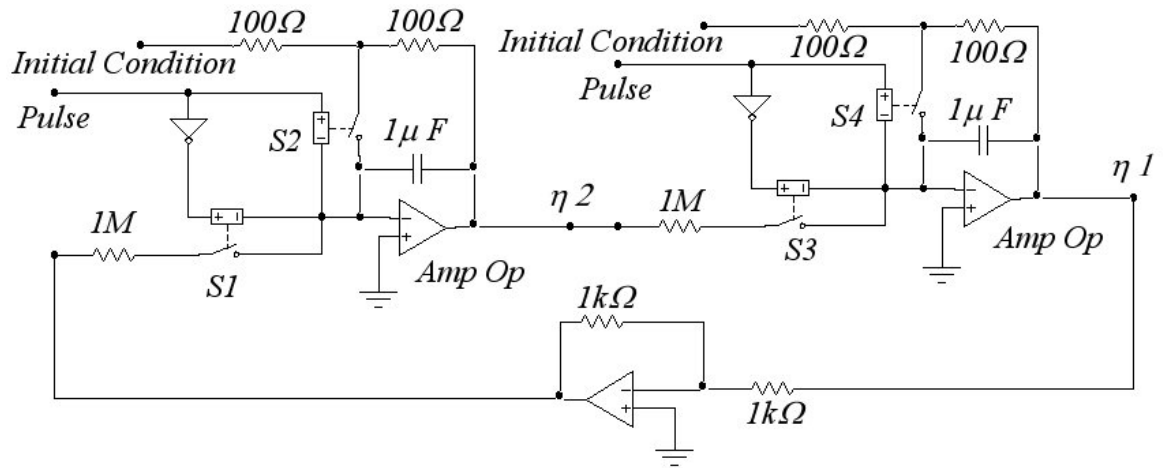 100Ω
100Ω
Initial Condition
Pulse
S2
1μ F
1M
S1
Amp Op
η 2
Initial Condition
100Ω
100Ω
Pulse
S4
1μ F
1M
S3
Amp Op
η 1
1kΩ
1kΩ